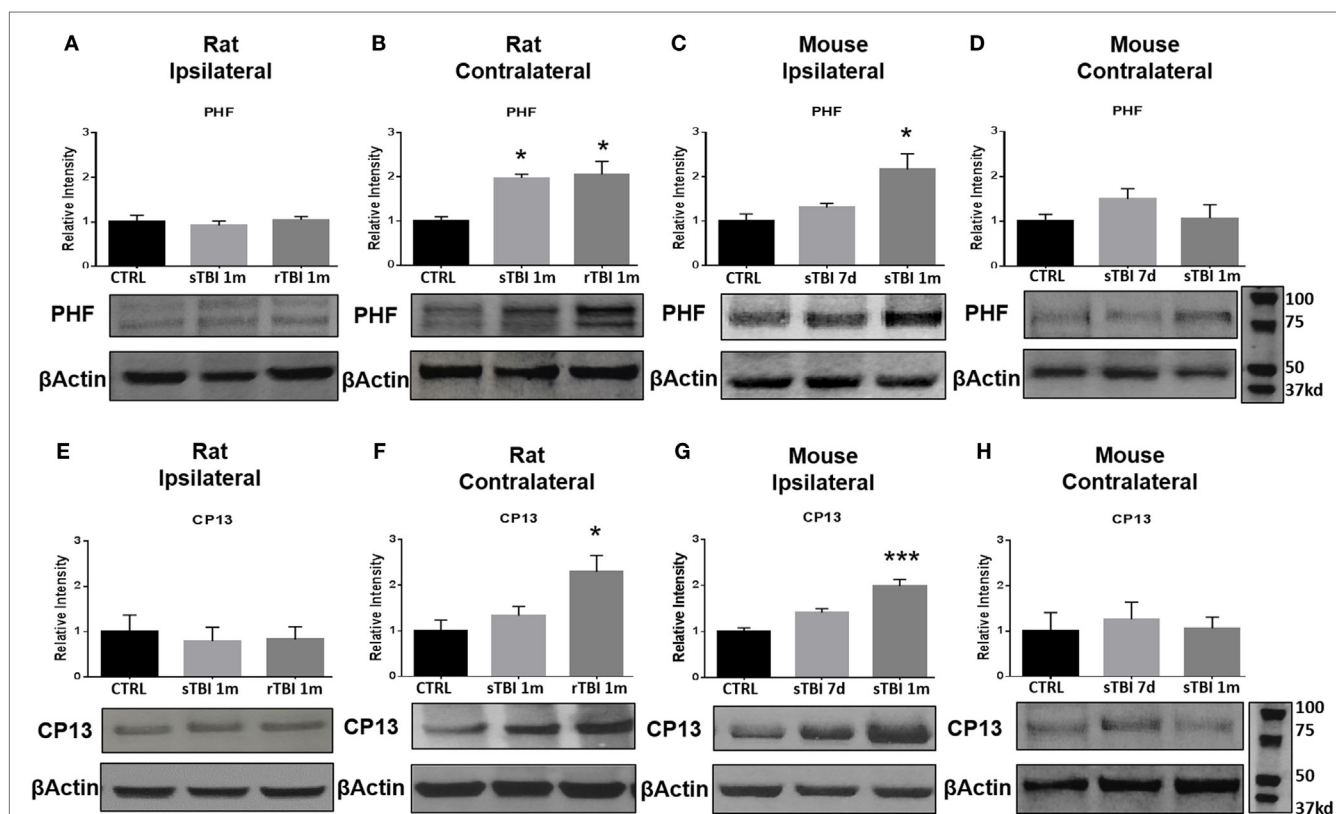 A
Rat
Ipsilateral
PHF
Relative Intensity
3
2
1
0
CTRL sTBI 1m rTBI 1m
PHF
βActin
B
Rat
Contralateral
PHF
Relative Intensity
3
2
1
0
*
*
CTRL sTBI 1m rTBI 1m
PHF
βActin
C
Mouse
Ipsilateral
PHF
Relative Intensity
3
2
1
0
*
CTRL sTBI 7d sTBI 1m
PHF
βActin
D
Mouse
Contralateral
PHF
Relative Intensity
3
2
1
0
CTRL sTBI 7d sTBI 1m
PHF
βActin
100
75
50
37kd
E
Rat
Ipsilateral
CP13
Relative Intensity
3
2
1
0
CTRL sTBI 1m rTBI 1m
CP13
βActin
F
Rat
Contralateral
CP13
Relative Intensity
3
2
1
0
*
CTRL sTBI 1m rTBI 1m
CP13
βActin
G
Mouse
Ipsilateral
CP13
Relative Intensity
3
2
1
0
***
CTRL sTBI 7d sTBI 1m
CP13
βActin
H
Mouse
Contralateral
CP13
Relative Intensity
3
2
1
0
CTRL sTBI 7d sTBI 1m
CP13
βActin
100
75
50
37kd